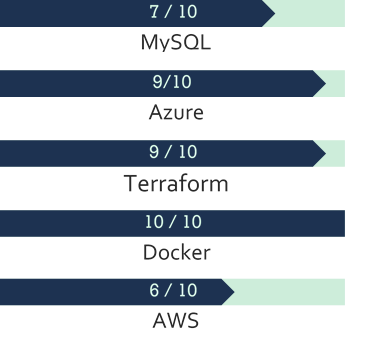 7 / 10
MySQL
9/10
Azure
9 / 10
Terraform
10 / 10
Docker
6 / 10
AWS